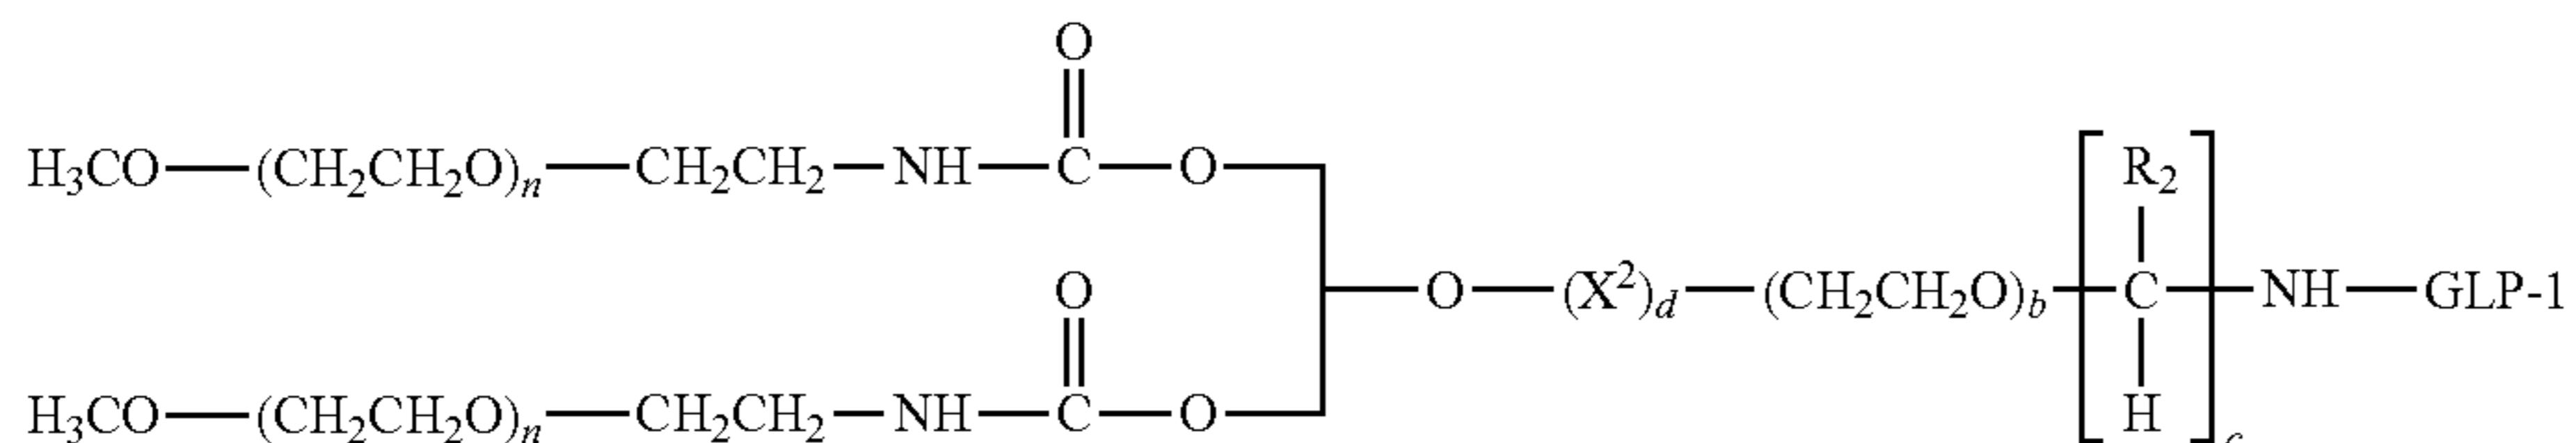 O
H₃CO—(CH₂CH₂O)ₙ—CH₂CH₂—NH—C—O
R₂
O
O—(X²)d—(CH₂CH₂O)b—C—NH—GLP-1
H₃CO—(CH₂CH₂O)ₙ—CH₂CH₂—NH—C—O
H
c